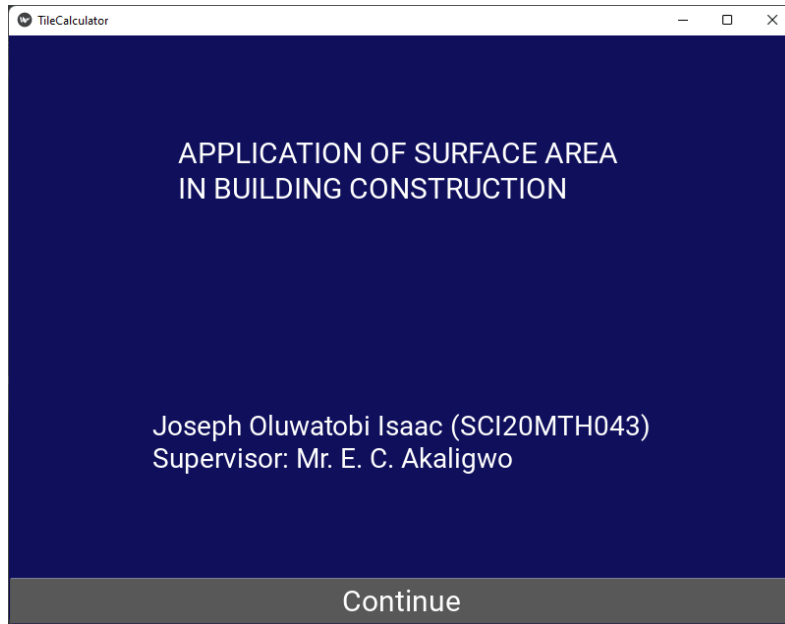 TileCalculator
APPLICATION OF SURFACE AREA
IN BUILDING CONSTRUCTION
Joseph Oluwatobi Isaac (SCI20MTH043)
Supervisor: Mr. E. C. Akaligwo
Continue